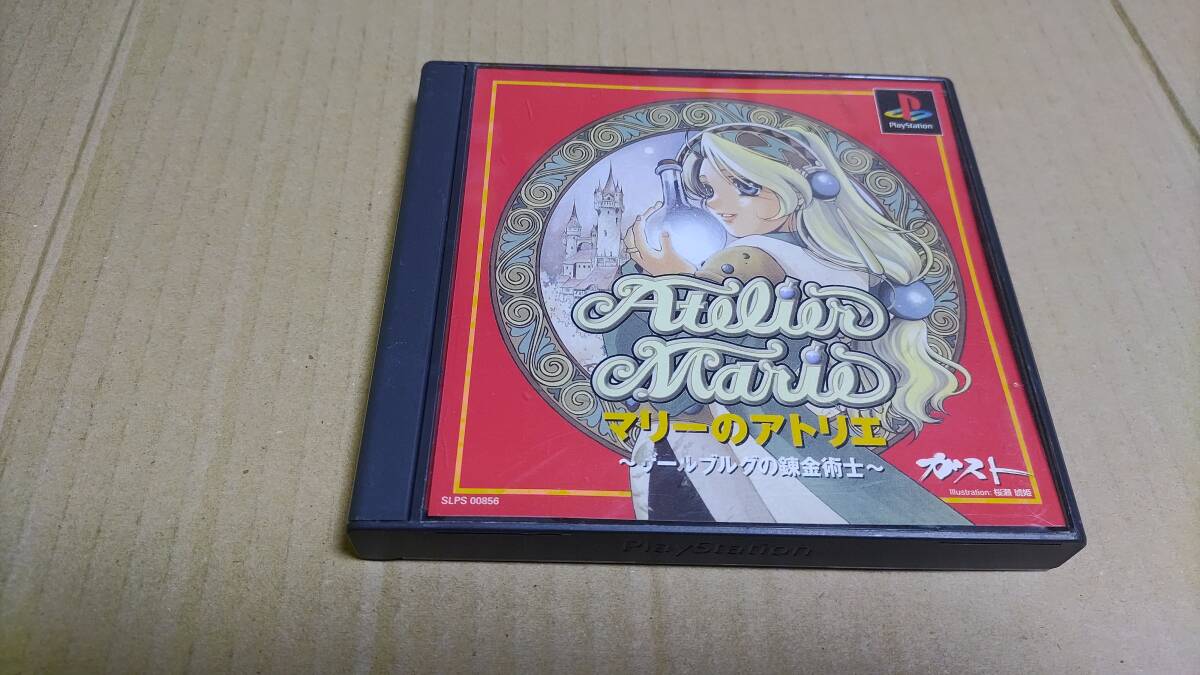 PlayStation
Atelier
Marie
マリーのアトリエ
～ザールブルグの錬金術士～
ガスト
SLPS 00856
Illustration: 桜瀬 琥姫
PlayStation